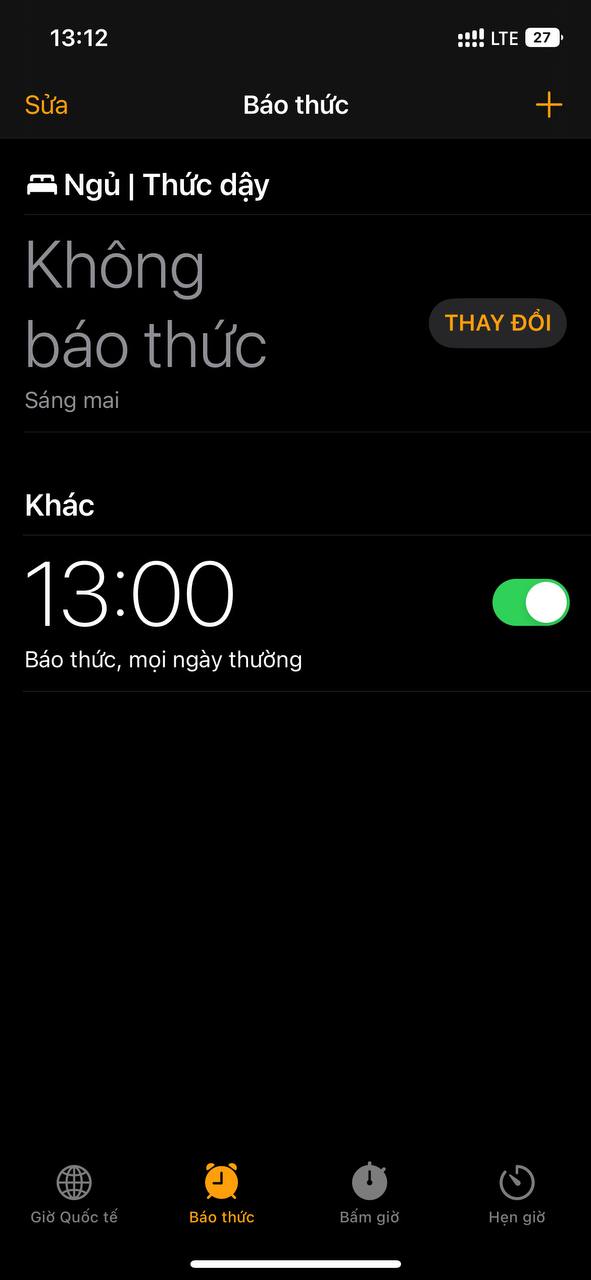 13:12
LTE 27
Sửa Báo thức
Ngủ | Thức dậy
Không
báo thức
THAY ĐỔI
Sáng mai
Khác
13:00
Báo thức, mọi ngày thường
Giờ Quốc tế Báo thức Bấm giờ Hẹn giờ